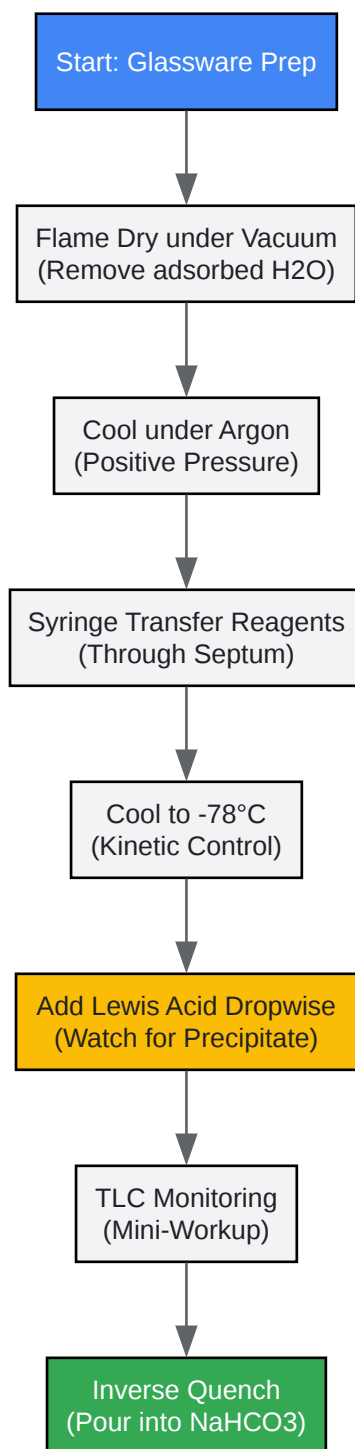 Start: Glassware Prep
Flame Dry under Vacuum
(Remove adsorbed H2O)
Cool under Argon
(Positive Pressure)
Syringe Transfer Reagents
(Through Septum)
Cool to -78°C
(Kinetic Control)
Add Lewis Acid Dropwise
(Watch for Precipitate)
TLC Monitoring
(Mini-Workup)
Inverse Quench
(Pour into NaHCO3)